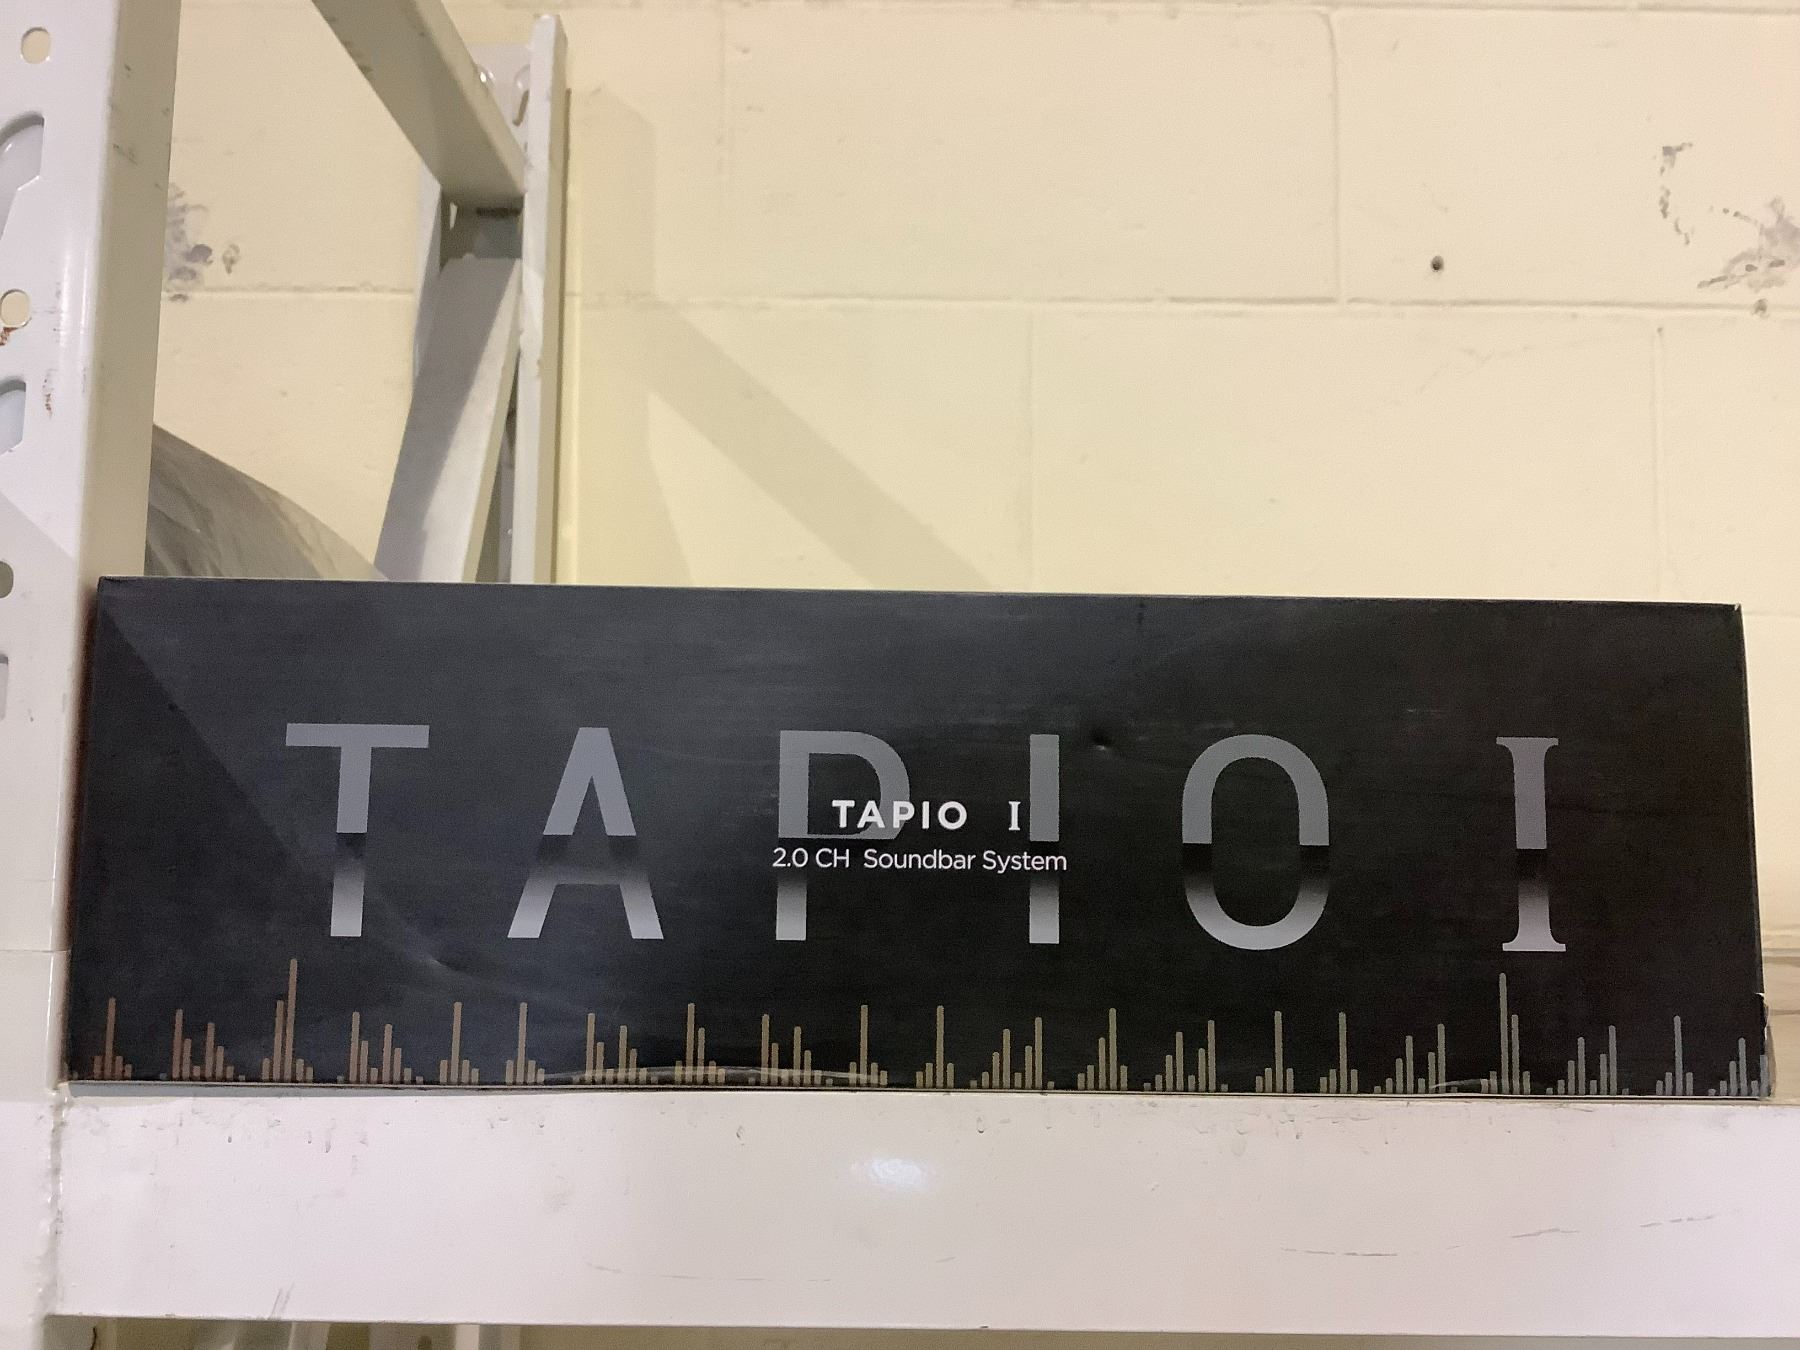 TAPIO I
TAPIO I
2.0 CH Soundbar System